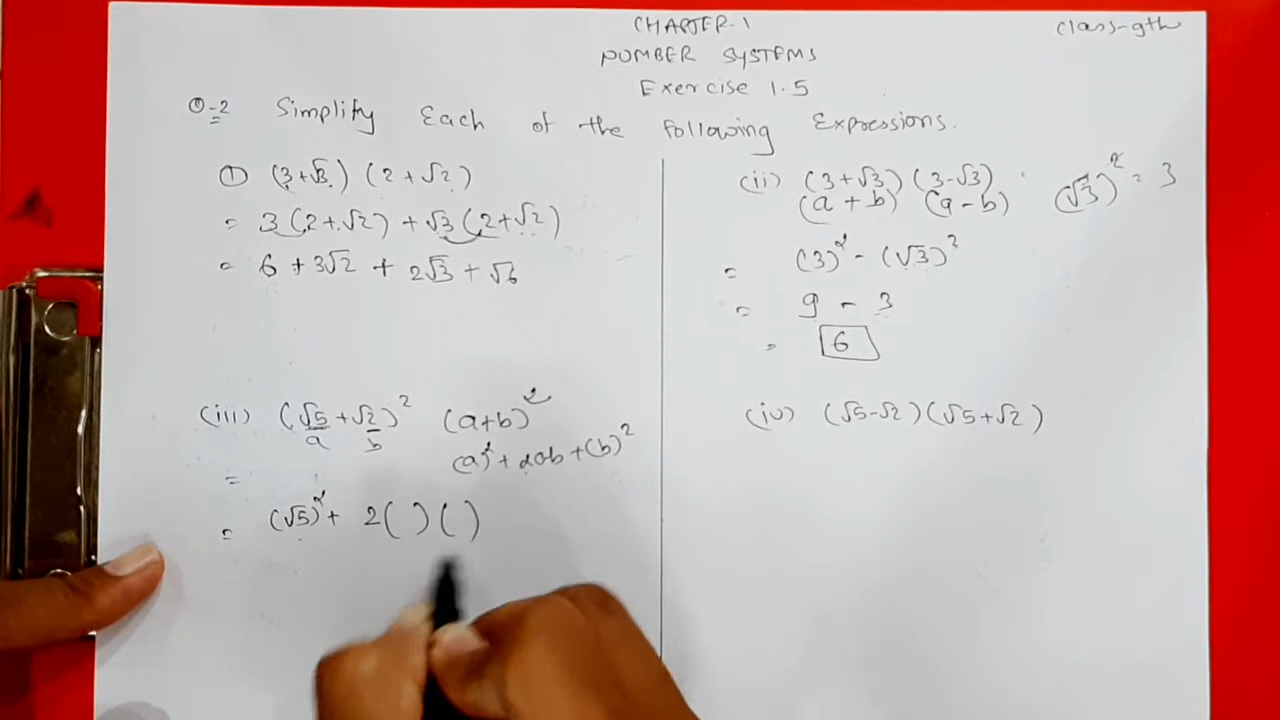 CHAPTER-1
Class-9th
NUMBER SYSTEMS
Exercise 1.5
Q-2 Simplify Each of the following Expressions.
① (3+√3) (2+√2)
= 3(2+√2) + √3(2+√2)
= 6 + 3√2 + 2√3 + √6
(ii) (3+√3) (3-√3)
(a + b) (a - b)
(√3)² = 3
= (3)² - (√3)²
= 9 - 3
= 6
(iii) (√5+√2)² (a+b)²
a b
(a)² + 2ab + (b)²
=
= (√5)² + 2( ) ( )
(iv) (√5-√2) (√5+√2)